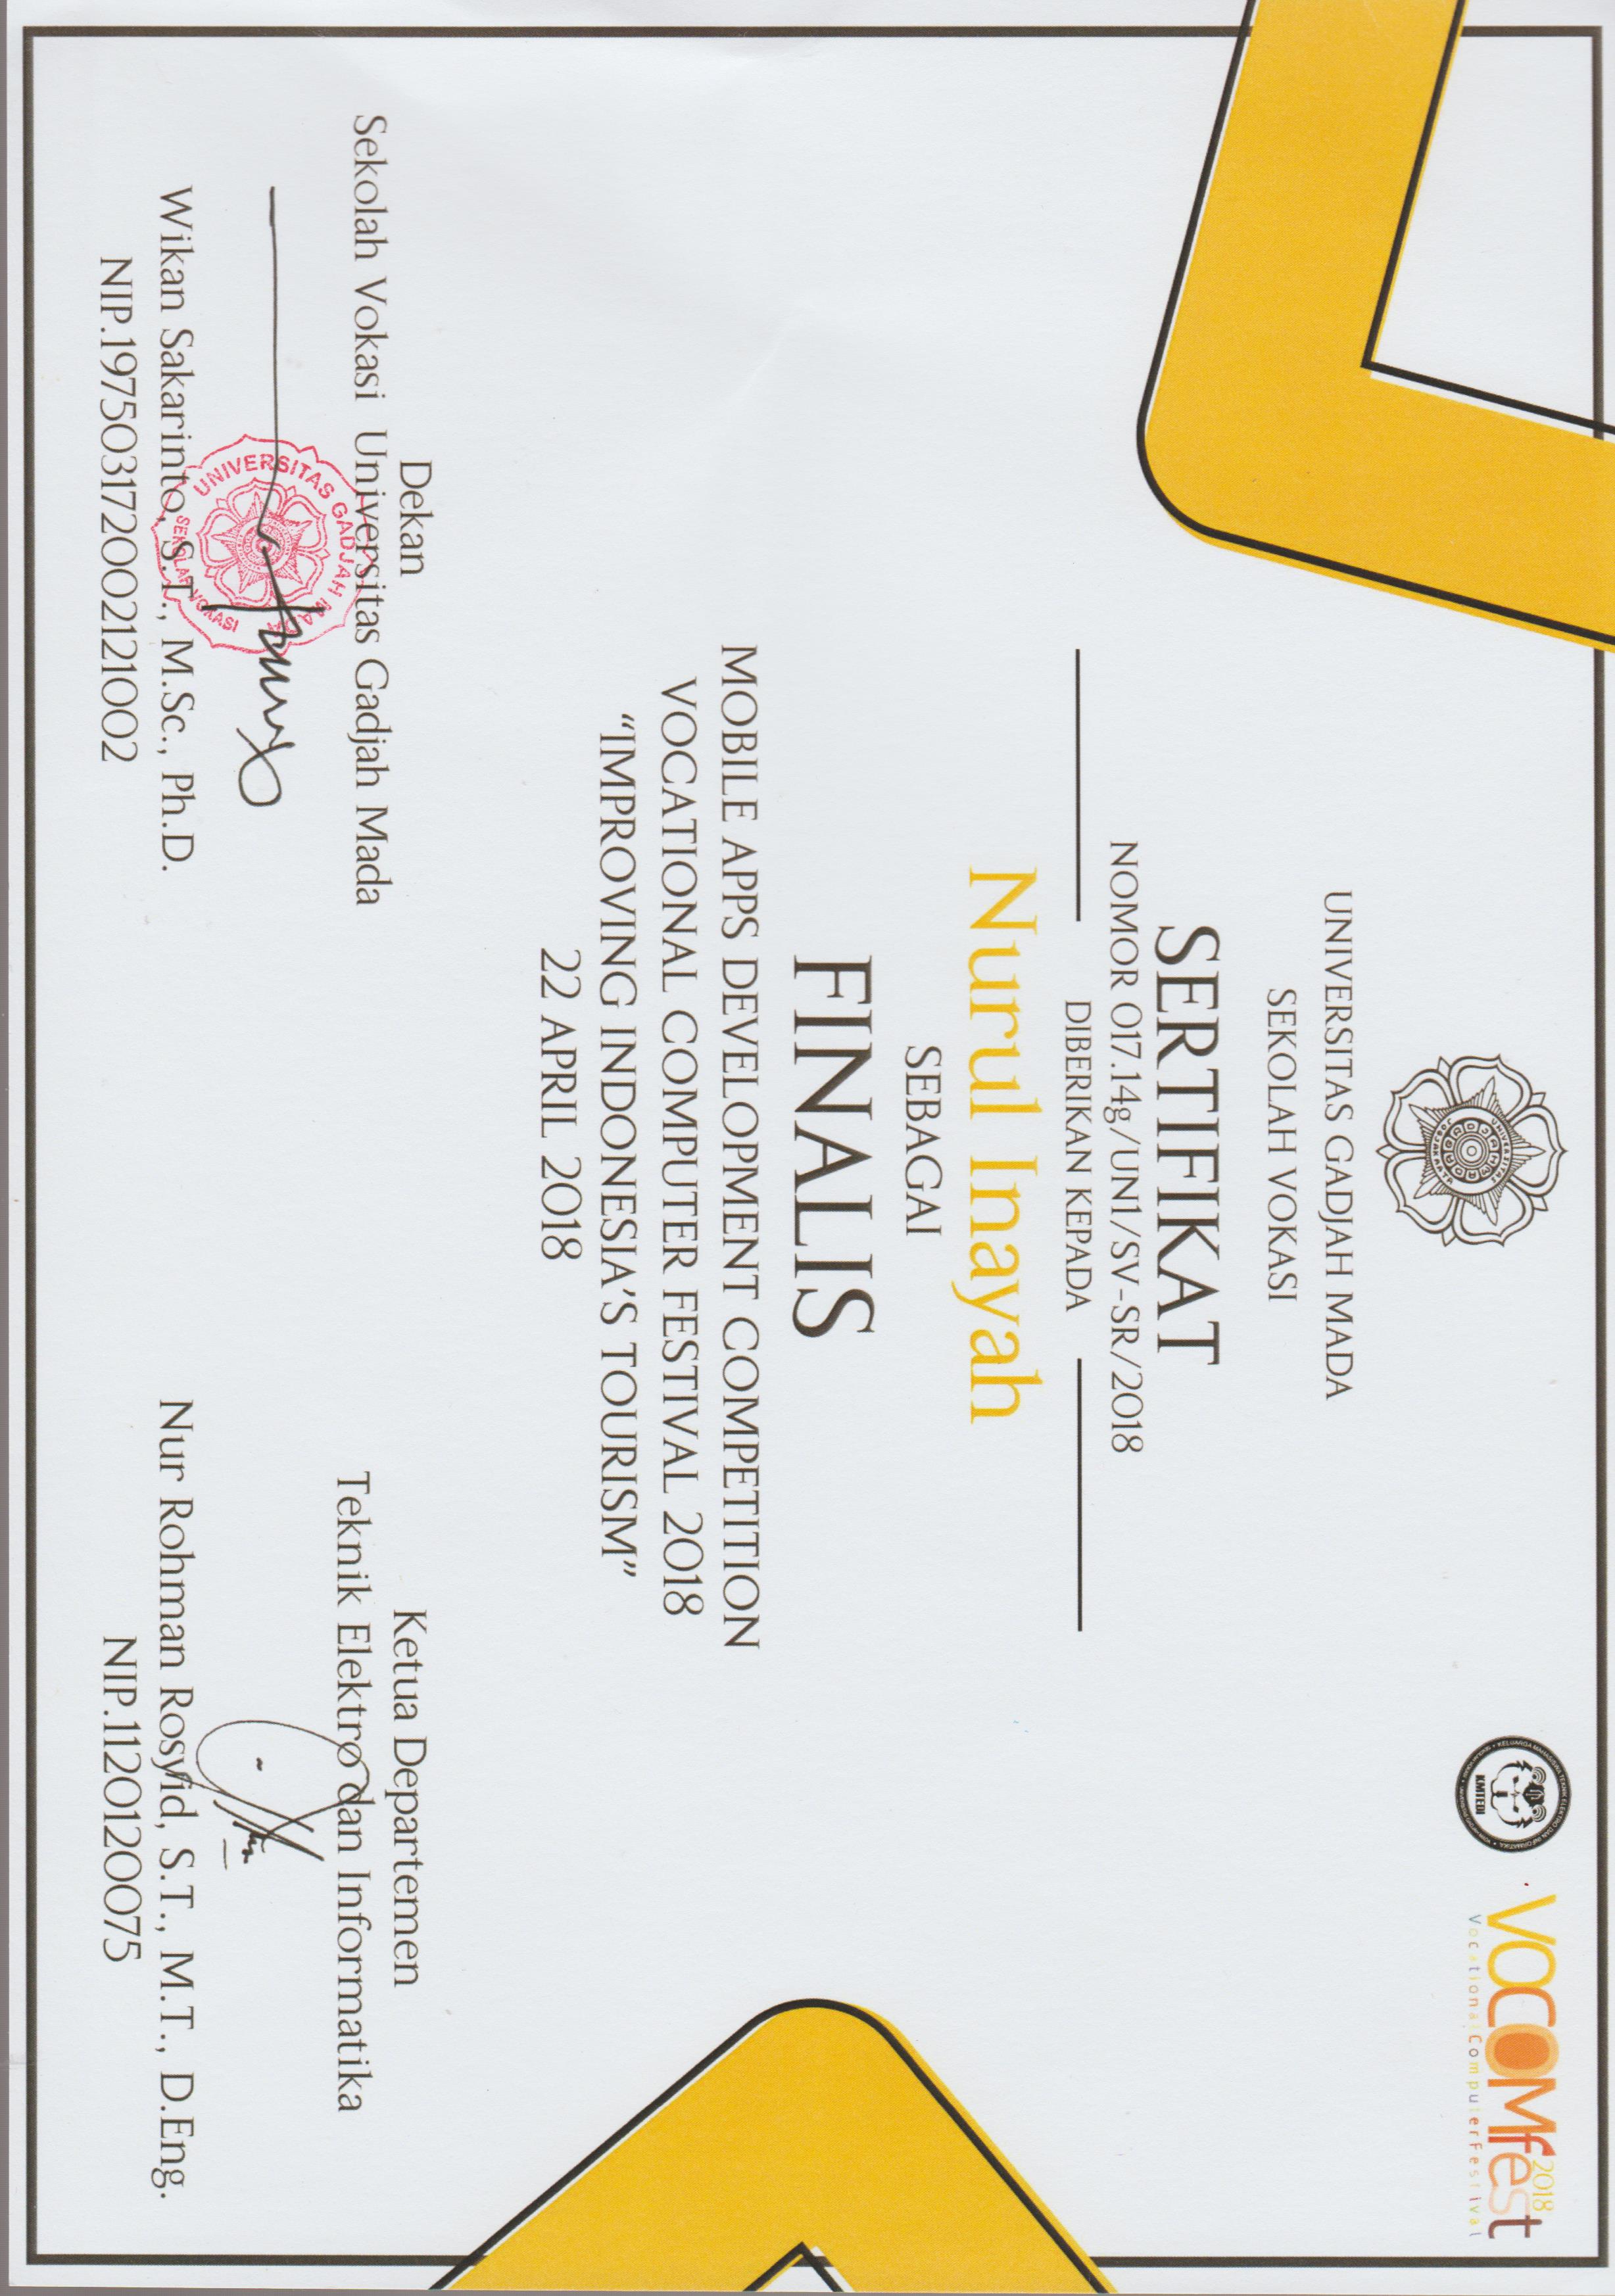 UNIVERSITAS GADJAH MADA
SEKOLAH VOKASI
KMTEDI
VOCOMfest 2018
Vocational Computer Festival
SERTIFIKAT
NOMOR 017.14g/UN1/SV-SR/2018
DIBERIKAN KEPADA
Nurul Inayah
SEBAGAI
FINALIS
MOBILE APPS DEVELOPMENT COMPETITION
VOCATIONAL COMPUTER FESTIVAL 2018
“IMPROVING INDONESIA’S TOURISM”
22 APRIL 2018
Dekan
Sekolah Vokasi Universitas Gadjah Mada
UNIVERSITAS GADJAH MADA
SEKOLAH VOKASI
Wikan Sakarinto, S.T., M.Sc., Ph.D.
NIP.197503172002121002
Ketua Departemen
Teknik Elektro dan Informatika
Nur Rohman Rosyid, S.T., M.T., D.Eng.
NIP.1120120075